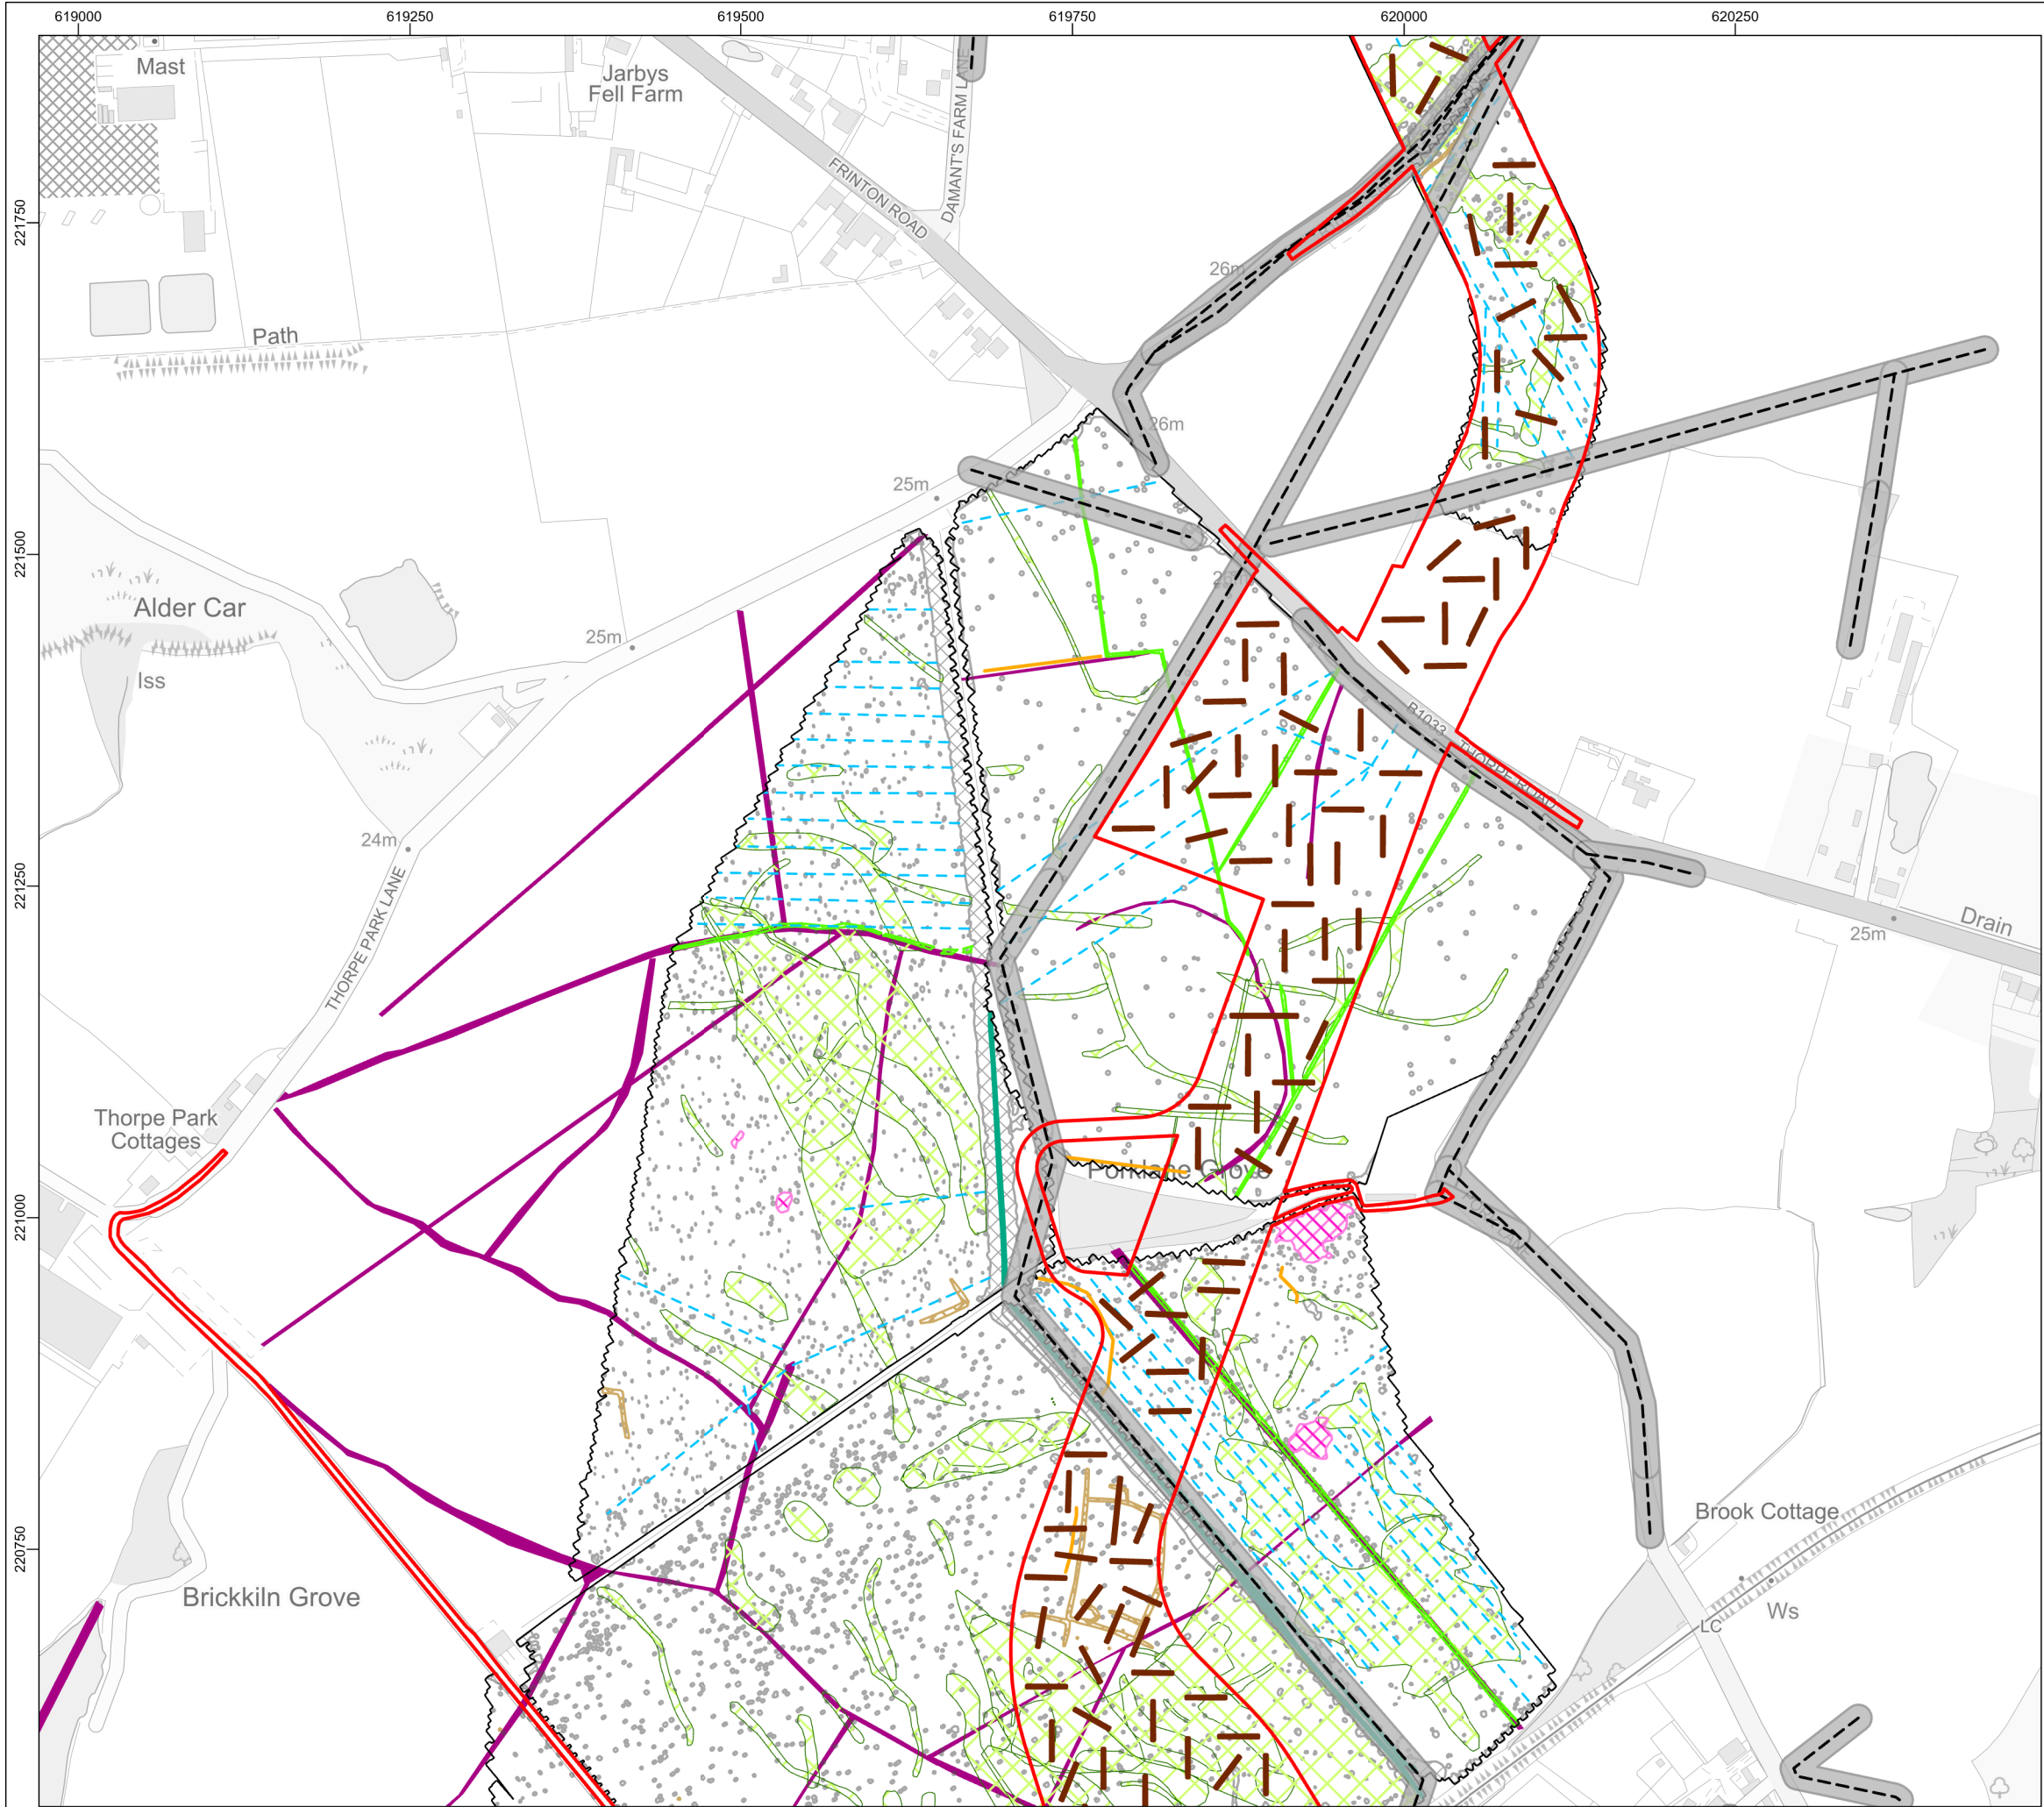 619000 619250 619500 619750 620000 620250
221750
221500
221250
221000
220750
Mast
Jarbys
Fell Farm
DAMANT'S FARM LANE
FRINTON ROAD
26m
Path
26m
25m
Alder Car
25m
Iss
B1033 THORPE ROAD
24m
THORPE PARK LANE
Drain
25m
Thorpe Park
Cottages
Porklane Grove
Brook Cottage
Brickkiln Grove
Ws
LC